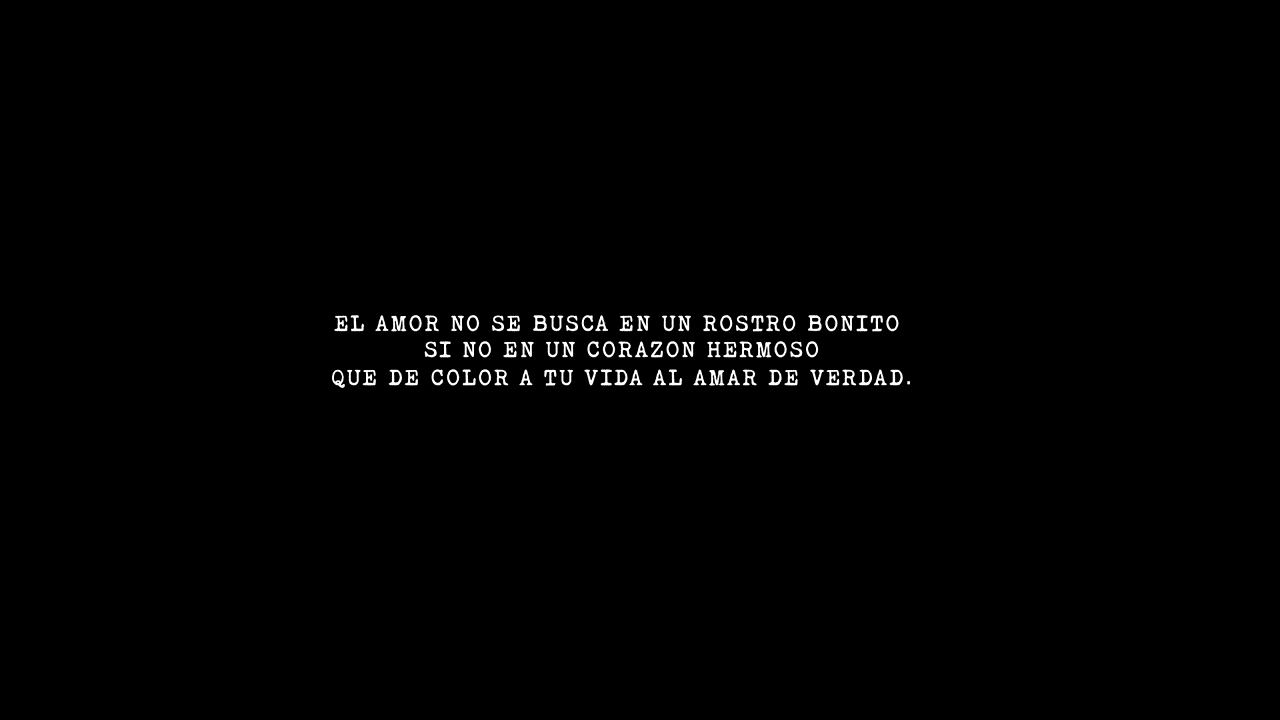 EL AMOR NO SE BUSCA EN UN ROSTRO BONITO
SI NO EN UN CORAZON HERMOSO
QUE DE COLOR A TU VIDA AL AMAR DE VERDAD.